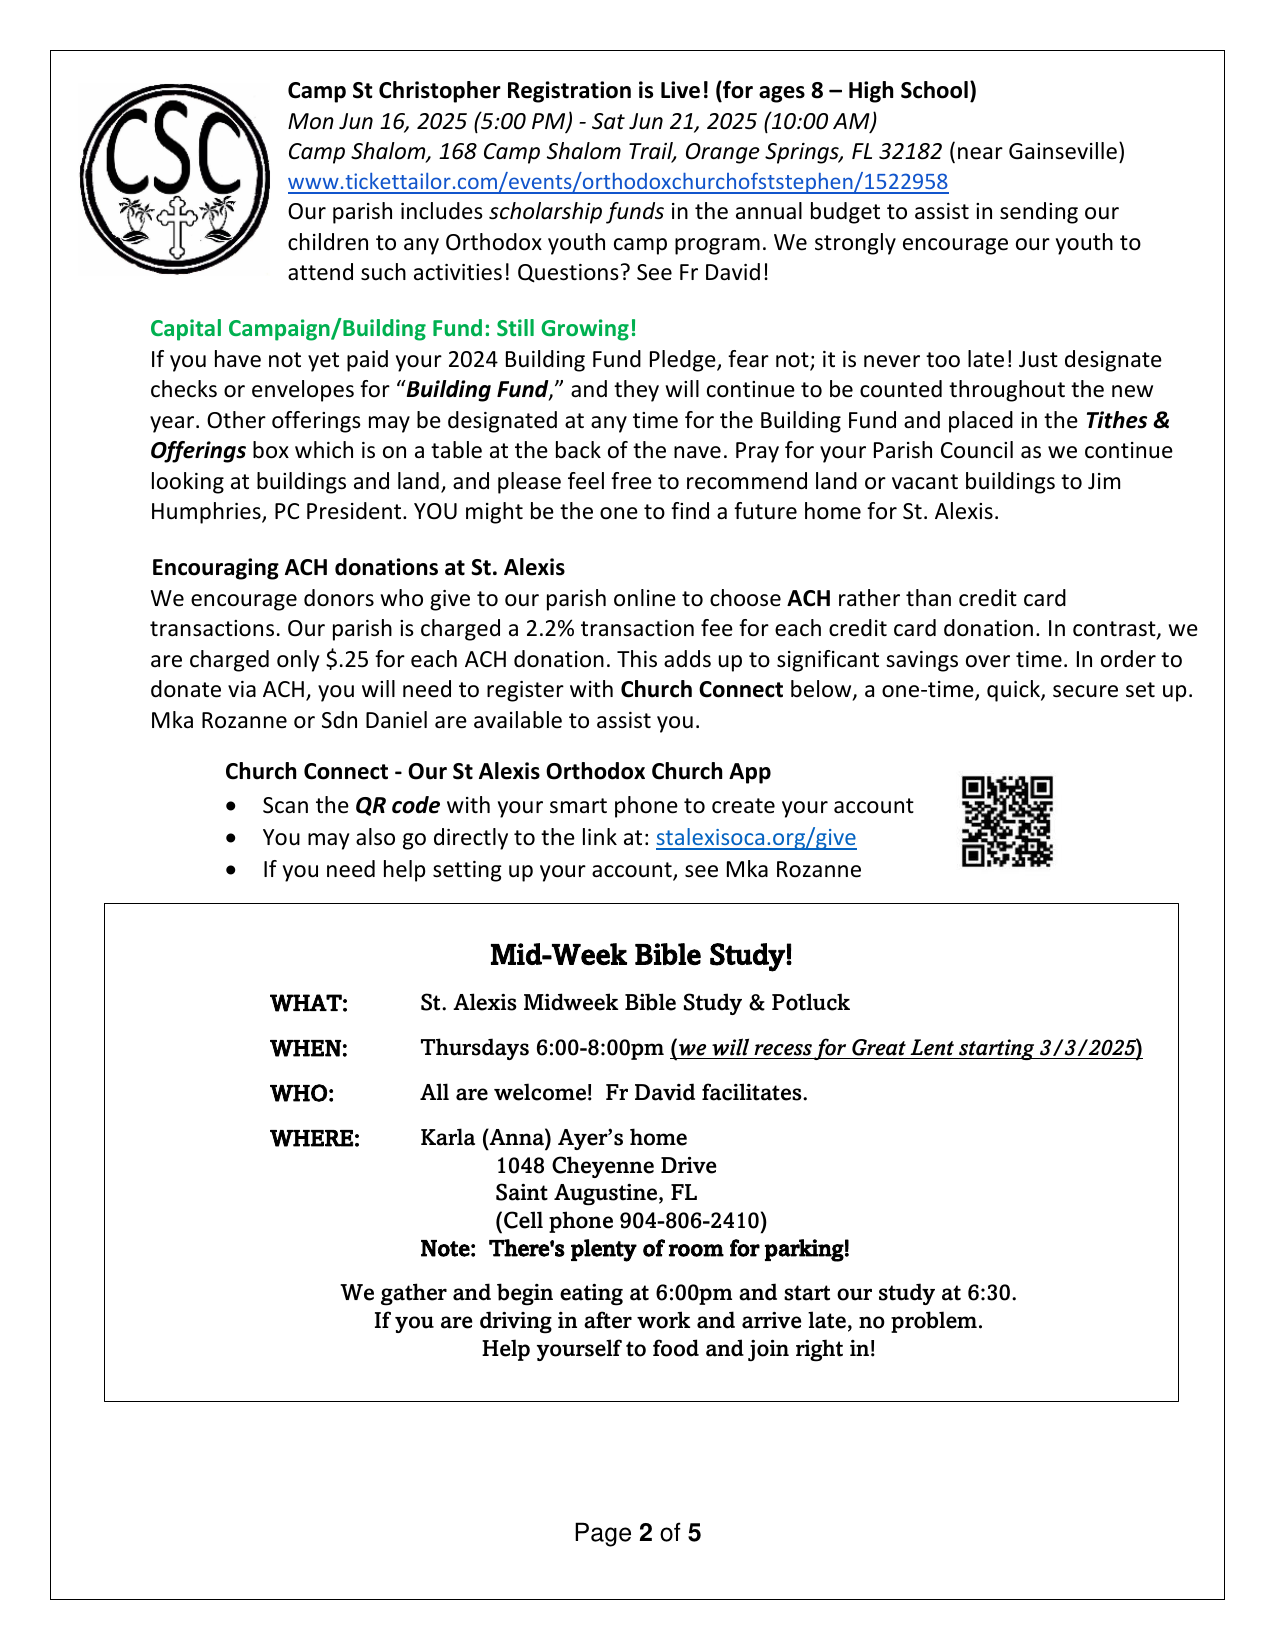 CSC
Camp St Christopher Registration is Live! (for ages 8 – High School)
Mon Jun 16, 2025 (5:00 PM) - Sat Jun 21, 2025 (10:00 AM)
Camp Shalom, 168 Camp Shalom Trail, Orange Springs, FL 32182 (near Gainseville)
www.tickettailor.com/events/orthodoxchurchofststephen/1522958
Our parish includes scholarship funds in the annual budget to assist in sending our
children to any Orthodox youth camp program. We strongly encourage our youth to
attend such activities! Questions? See Fr David!
Capital Campaign/Building Fund: Still Growing!
If you have not yet paid your 2024 Building Fund Pledge, fear not; it is never too late! Just designate
checks or envelopes for “Building Fund,” and they will continue to be counted throughout the new
year. Other offerings may be designated at any time for the Building Fund and placed in the Tithes &
Offerings box which is on a table at the back of the nave. Pray for your Parish Council as we continue
looking at buildings and land, and please feel free to recommend land or vacant buildings to Jim
Humphries, PC President. YOU might be the one to find a future home for St. Alexis.
Encouraging ACH donations at St. Alexis
We encourage donors who give to our parish online to choose ACH rather than credit card
transactions. Our parish is charged a 2.2% transaction fee for each credit card donation. In contrast, we
are charged only $.25 for each ACH donation. This adds up to significant savings over time. In order to
donate via ACH, you will need to register with Church Connect below, a one-time, quick, secure set up.
Mka Rozanne or Sdn Daniel are available to assist you.
Church Connect - Our St Alexis Orthodox Church App
• Scan the QR code with your smart phone to create your account
• You may also go directly to the link at: stalexisoca.org/give
• If you need help setting up your account, see Mka Rozanne
Mid-Week Bible Study!
WHAT: St. Alexis Midweek Bible Study & Potluck
WHEN: Thursdays 6:00-8:00pm (we will recess for Great Lent starting 3/3/2025)
WHO: All are welcome!  Fr David facilitates.
WHERE: Karla (Anna) Ayer’s home
1048 Cheyenne Drive
Saint Augustine, FL
(Cell phone 904-806-2410)
Note:  There's plenty of room for parking!
We gather and begin eating at 6:00pm and start our study at 6:30.
If you are driving in after work and arrive late, no problem.
Help yourself to food and join right in!
Page 2 of 5